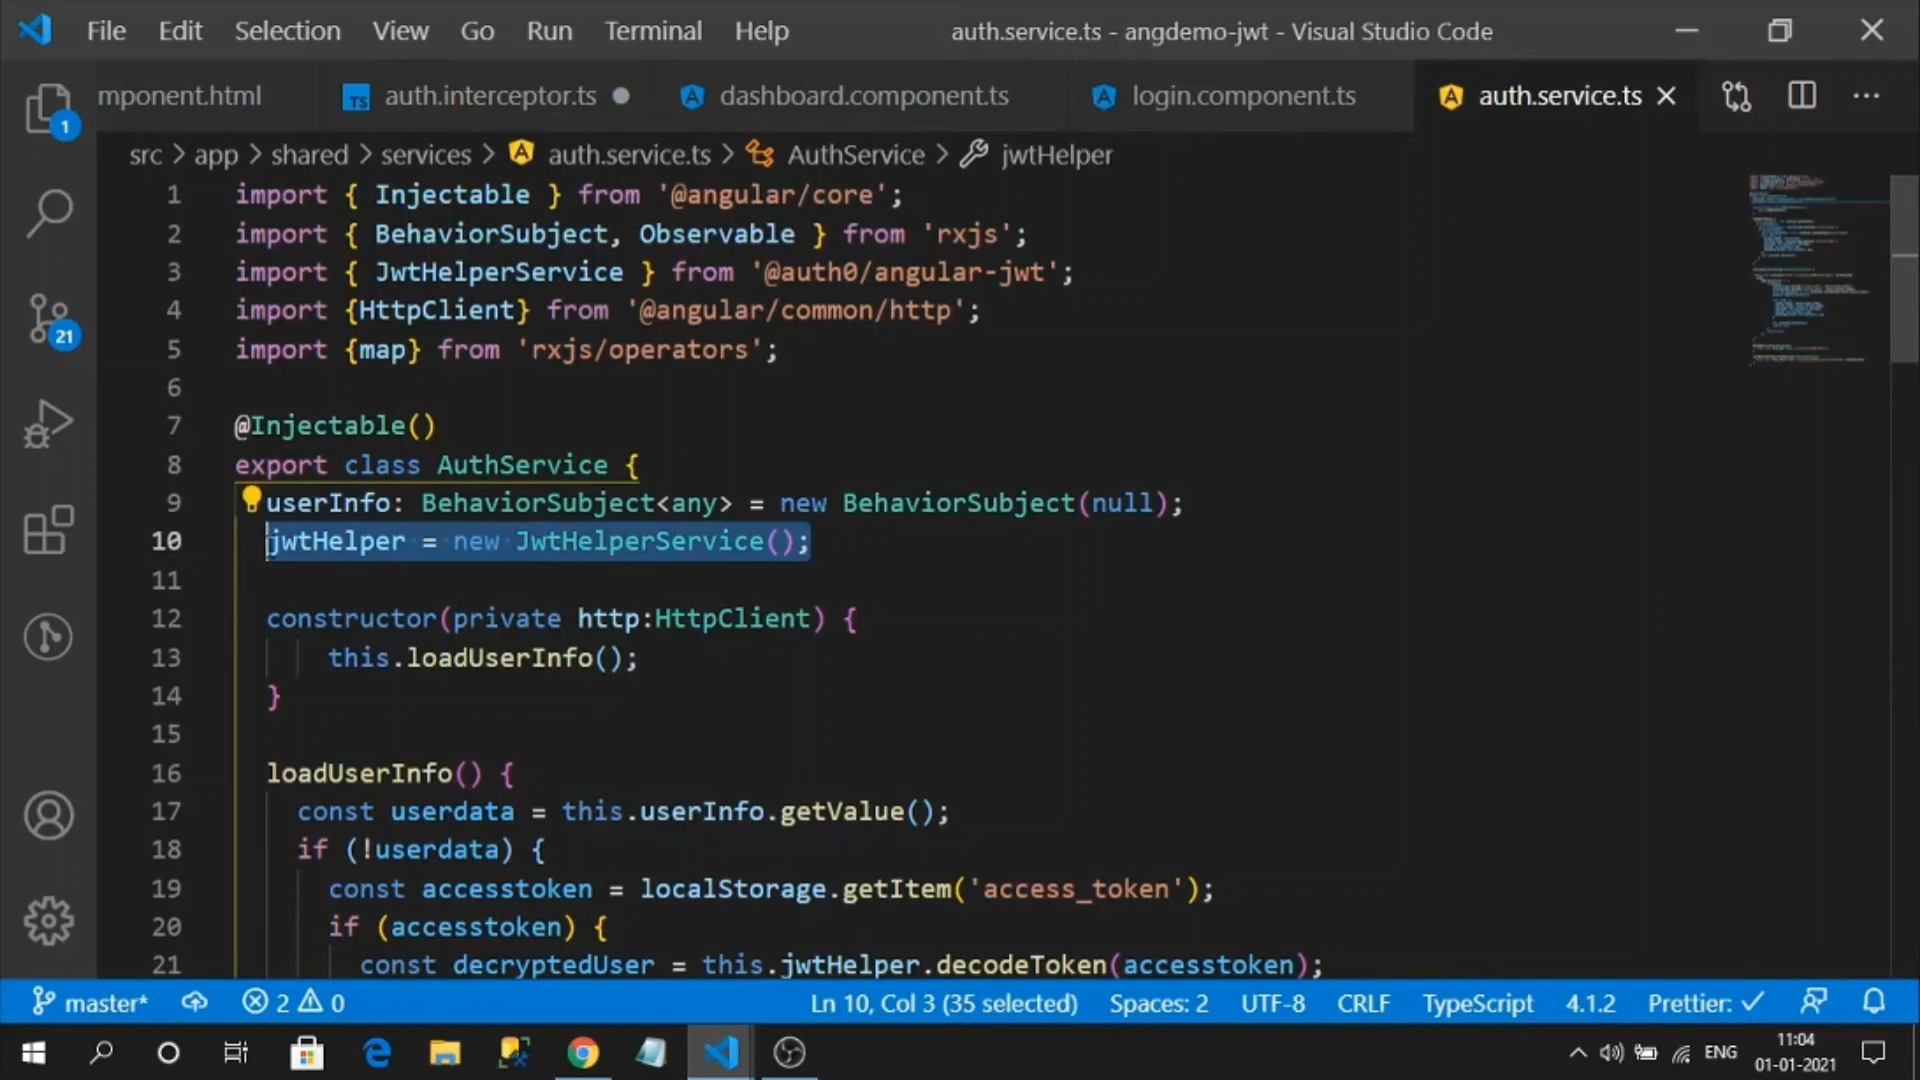 File Edit Selection View Go Run Terminal Help auth.service.ts - angdemo-jwt - Visual Studio Code
mponent.html TS auth.interceptor.ts dashboard.component.ts login.component.ts auth.service.ts
src > app > shared > services > auth.service.ts > AuthService > jwtHelper
1 import { Injectable } from '@angular/core';
2 import { BehaviorSubject, Observable } from 'rxjs';
3 import { JwtHelperService } from '@auth0/angular-jwt';
4 import {HttpClient} from '@angular/common/http';
5 import {map} from 'rxjs/operators';
6
7 @Injectable()
8 export class AuthService {
9 userInfo: BehaviorSubject<any> = new BehaviorSubject(null);
10 jwtHelper = new JwtHelperService();
11
12 constructor(private http:HttpClient) {
13 this.loadUserInfo();
14 }
15
16 loadUserInfo() {
17 const userdata = this.userInfo.getValue();
18 if (!userdata) {
19 const accesstoken = localStorage.getItem('access_token');
20 if (accesstoken) {
21 const decryptedUser = this.jwtHelper.decodeToken(accesstoken);
1
21
master* 2 0 Ln 10, Col 3 (35 selected) Spaces: 2 UTF-8 CRLF TypeScript 4.1.2 Prettier: ✓
ENG 11:04
01-01-2021